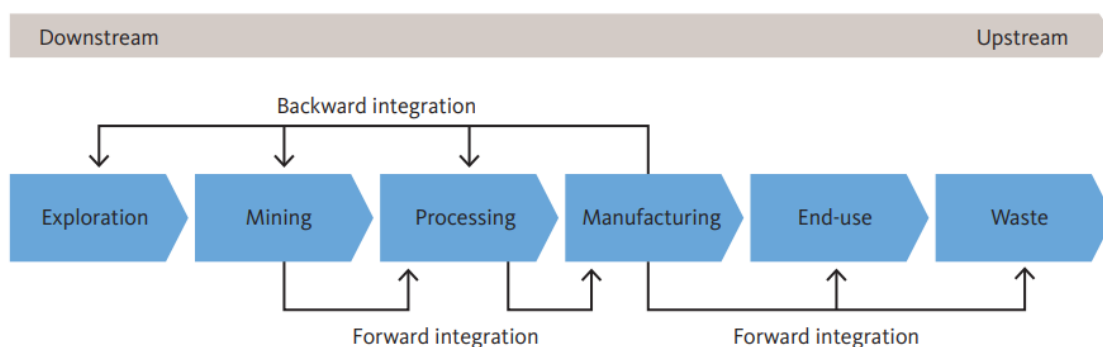 Downstream Upstream
Backward integration
Exploration Mining Processing Manufacturing End-use Waste
Forward integration Forward integration